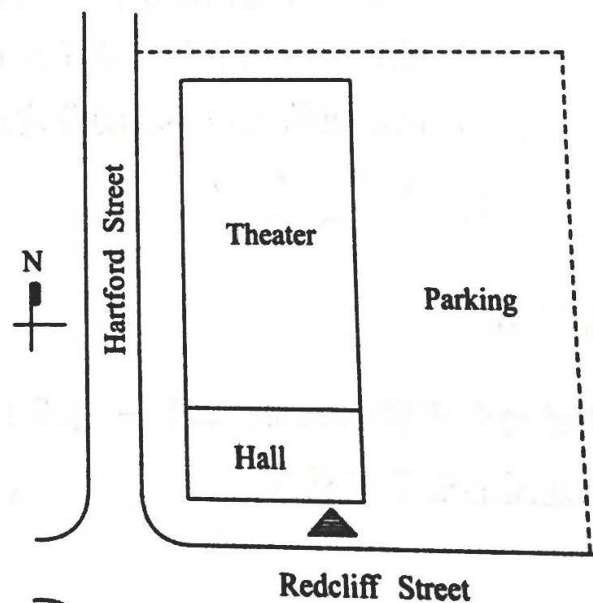 Hartford Street
Theater
N
Parking
Hall
Redcliff Street